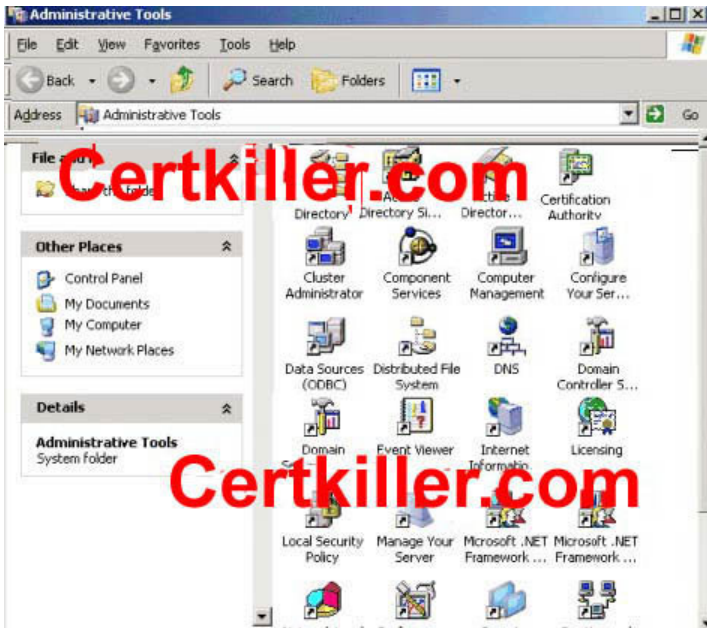 Administrative Tools
File Edit View Favorites Tools Help
Back Search Folders
Address Administrative Tools Go
File and
Certkiller.com
Other Places
Control Panel
My Documents
My Computer
My Network Places
Details
Administrative Tools
System folder
Directory Directory Si... Director... Certification Authority
Cluster Administrator
Component Services
Computer Management
Configure Your Ser...
Data Sources (ODBC)
Distributed File System
DNS
Domain Controller S...
Domain
Event Viewer
Internet Informatio...
Licensing
Certkiller.com
Local Security Policy
Manage Your Server
Microsoft .NET Framework ...
Microsoft .NET Framework ...